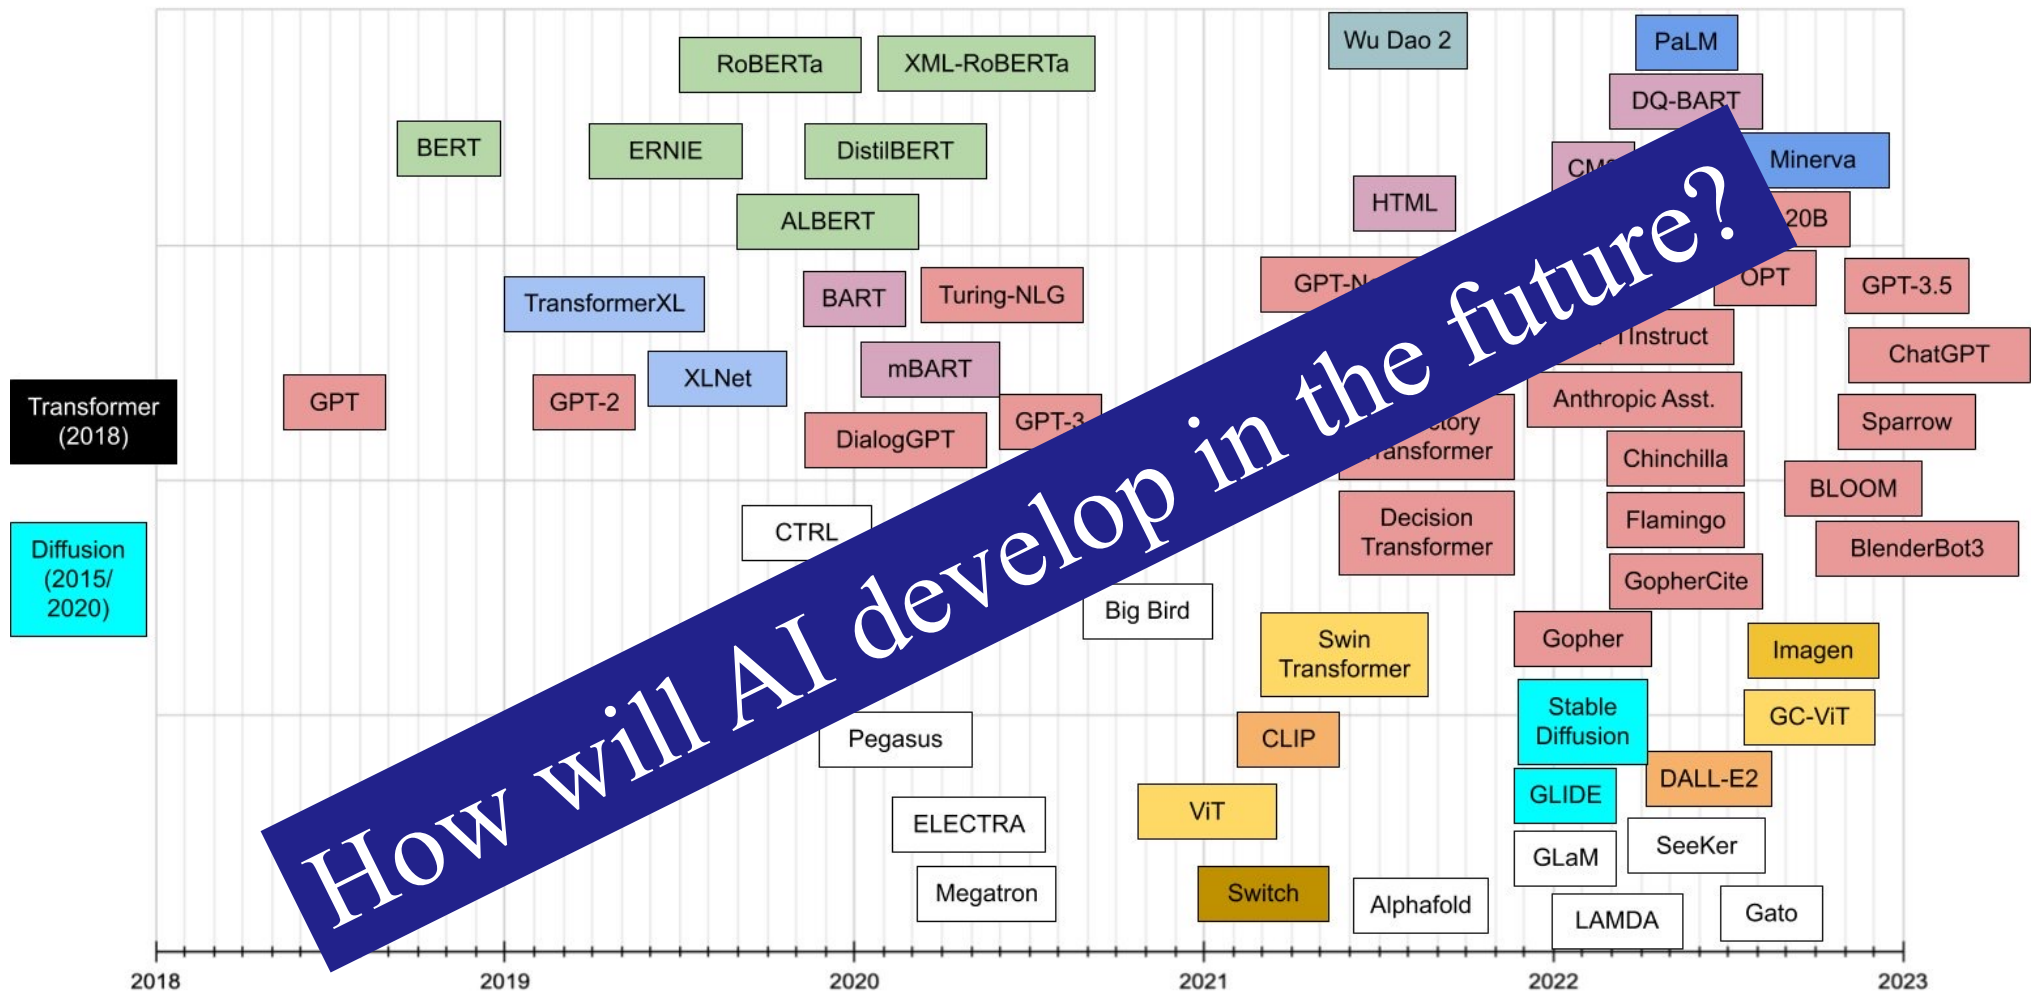 Wu Dao 2
PaLM
RoBERTa
XML-RoBERTa
DQ-BART
BERT
ERNIE
DistilBERT
Minerva
HTML
ALBERT
20B
TransformerXL
BART
Turing-NLG
GPT-N
OPT
GPT-3.5
Instruct
ChatGPT
XLNet
mBART
Transformer
(2018)
GPT
GPT-2
DialogGPT
GPT-3
ctory
ansformer
Anthropic Asst.
Sparrow
Chinchilla
BLOOM
CTRL
Decision
Transformer
Flamingo
BlenderBot3
Diffusion
(2015/
2020)
GopherCite
Big Bird
Swin
Transformer
Gopher
Imagen
Stable
Diffusion
GC-ViT
Pegasus
CLIP
DALL-E2
GLIDE
ViT
ELECTRA
SeeKer
GLaM
Megatron
Switch
Alphafold
LAMDA
Gato
How will AI develop in the future?
2018
2019
2020
2021
2022
2023